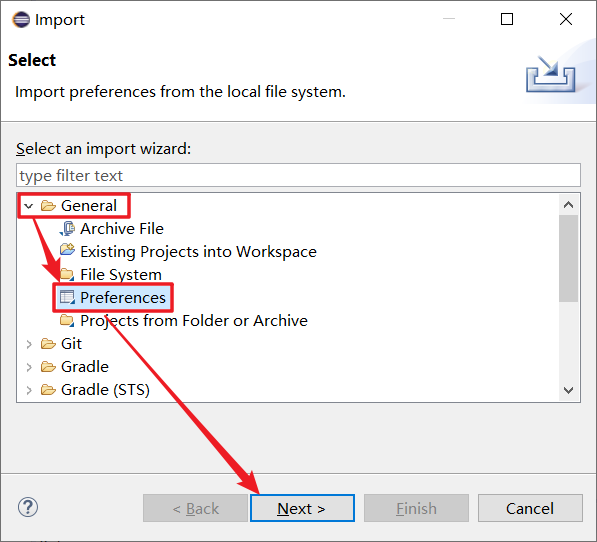 Import
Select
Import preferences from the local file system.
Select an import wizard:
type filter text
General
Archive File
Existing Projects into Workspace
File System
Preferences
Projects from Folder or Archive
Git
Gradle
Gradle (STS)
?
< Back Next > Finish Cancel